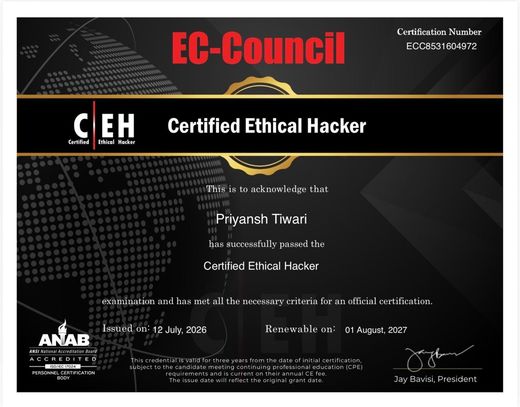 EC-Council
Certification Number
ECC8531604972
C|EH
Certified Ethical Hacker
Certified Ethical Hacker
This is to acknowledge that
Priyansh Tiwari
has successfully passed the
Certified Ethical Hacker
examination and has met all the necessary criteria for an official certification.
Issued on: 12 July, 2026 Renewable on: 01 August, 2027
CEH
ANAB
ANSI National Accreditation Board
ACCREDITED
ISO/IEC 17024
PERSONNEL CERTIFICATION
BODY
This credential is valid for three years from the date of initial certification,
subject to the candidate meeting continuing professional education (CPE)
requirements and is current on their annual CE fee.
The issue date will reflect the original grant date.
Jay Bavisi, President